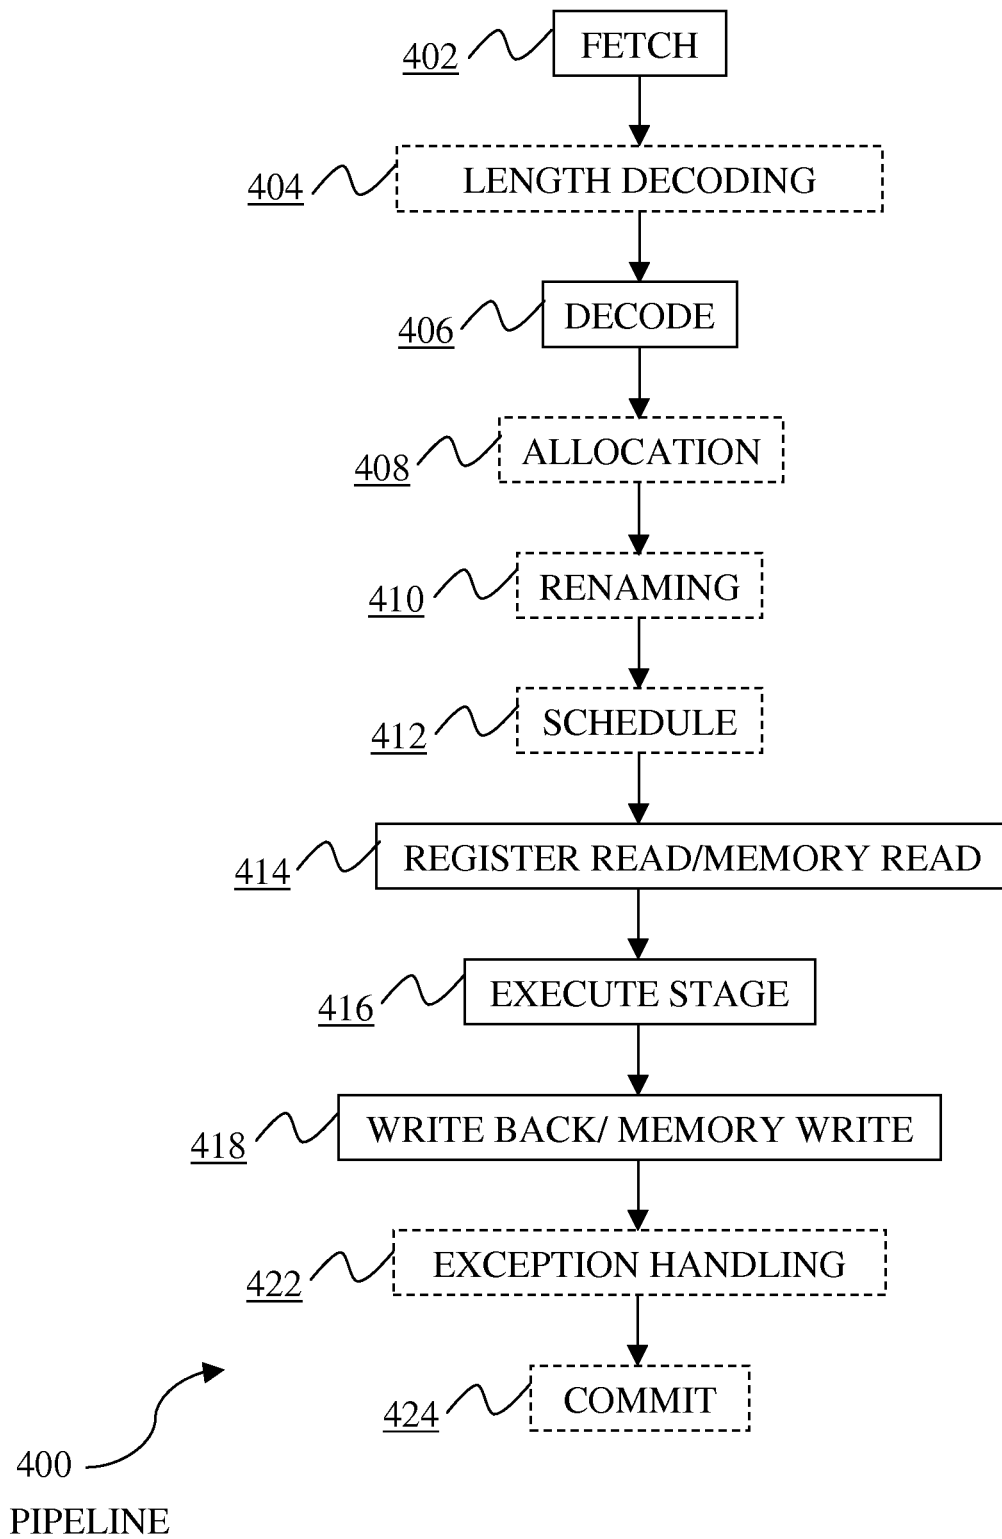 FETCH
402
LENGTH DECODING
404
DECODE
406
ALLOCATION
408
RENAMING
410
SCHEDULE
412
REGISTER READ/MEMORY READ
414
EXECUTE STAGE
416
WRITE BACK/ MEMORY WRITE
418
EXCEPTION HANDLING
422
COMMIT
424
400
PIPELINE